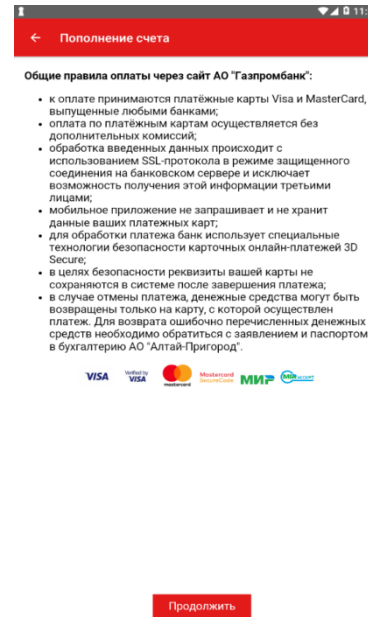 11:
Пополнение счета
Общие правила оплаты через сайт АО "Газпромбанк":
• к оплате принимаются платёжные карты Visa и MasterCard,
выпущенные любыми банками;
• оплата по платёжным картам осуществляется без
дополнительных комиссий;
• обработка введенных данных происходит с
использованием SSL-протокола в режиме защищенного
соединения на банковском сервере и исключает
возможность получения этой информации третьими
лицами;
• мобильное приложение не запрашивает и не хранит
данные ваших платежных карт;
• для обработки платежа банк использует специальные
технологии безопасности карточных онлайн-платежей 3D
Secure;
• в целях безопасности реквизиты вашей карты не
сохраняются в системе после завершения платежа;
• в случае отмены платежа, денежные средства могут быть
возвращены только на карту, с которой осуществлен
платеж. Для возврата ошибочно перечисленных денежных
средств необходимо обратиться с заявлением и паспортом
в бухгалтерию АО "Алтай-Пригород".
VISA
Verified by
VISA
mastercard
Mastercard
SecureCode
МИР
Продолжить